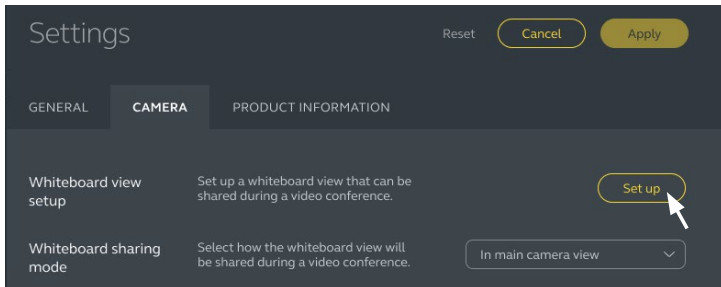 Settings
Reset
Cancel
Apply
GENERAL
CAMERA
PRODUCT INFORMATION
Whiteboard view
setup
Set up a whiteboard view that can be
shared during a video conference.
Set up
Whiteboard sharing
mode
Select how the whiteboard view will
be shared during a video conference.
In main camera view